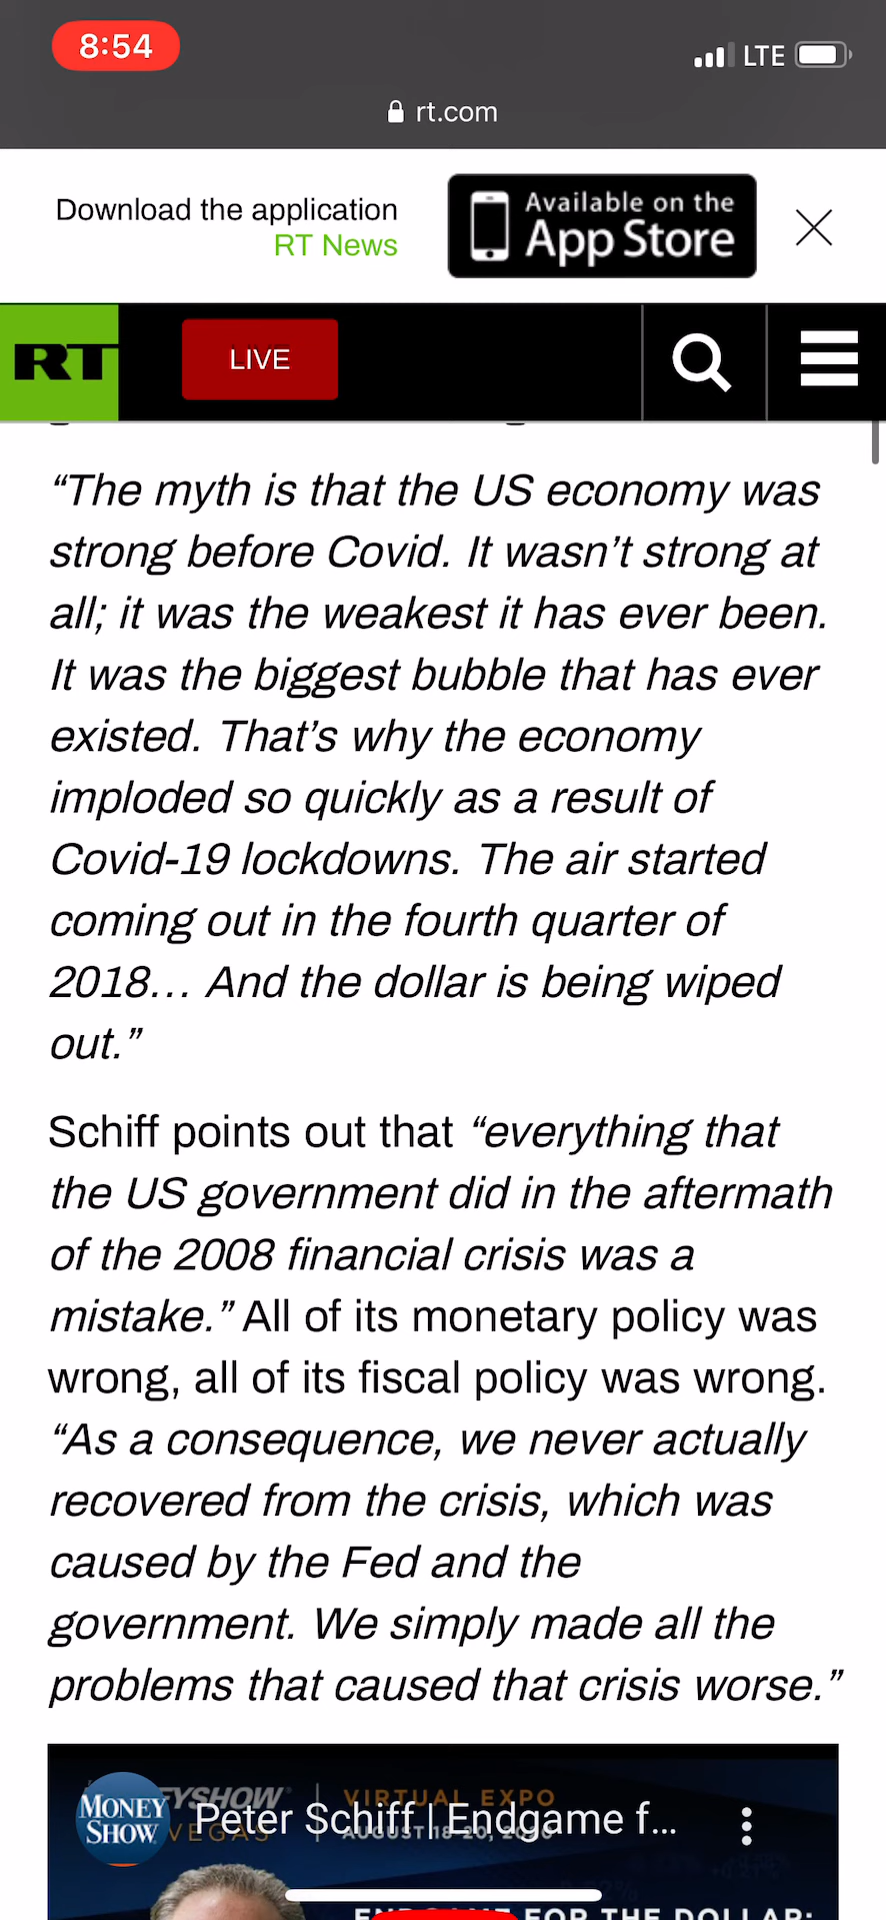 8:54
LTE
rt.com
Download the application
RT News
Available on the
App Store
RT
LIVE
“The myth is that the US economy was
strong before Covid. It wasn’t strong at
all; it was the weakest it has ever been.
It was the biggest bubble that has ever
existed. That’s why the economy
imploded so quickly as a result of
Covid-19 lockdowns. The air started
coming out in the fourth quarter of
2018… And the dollar is being wiped
out.”
Schiff points out that “everything that
the US government did in the aftermath
of the 2008 financial crisis was a
mistake.” All of its monetary policy was
wrong, all of its fiscal policy was wrong.
“As a consequence, we never actually
recovered from the crisis, which was
caused by the Fed and the
government. We simply made all the
problems that caused that crisis worse.”
VIRTUAL EXPO
MONEY
SHOW
Peter Schiff | Endgame f...
VEGAS
AUGUST 18-20,
FOR THE DOLLAR: